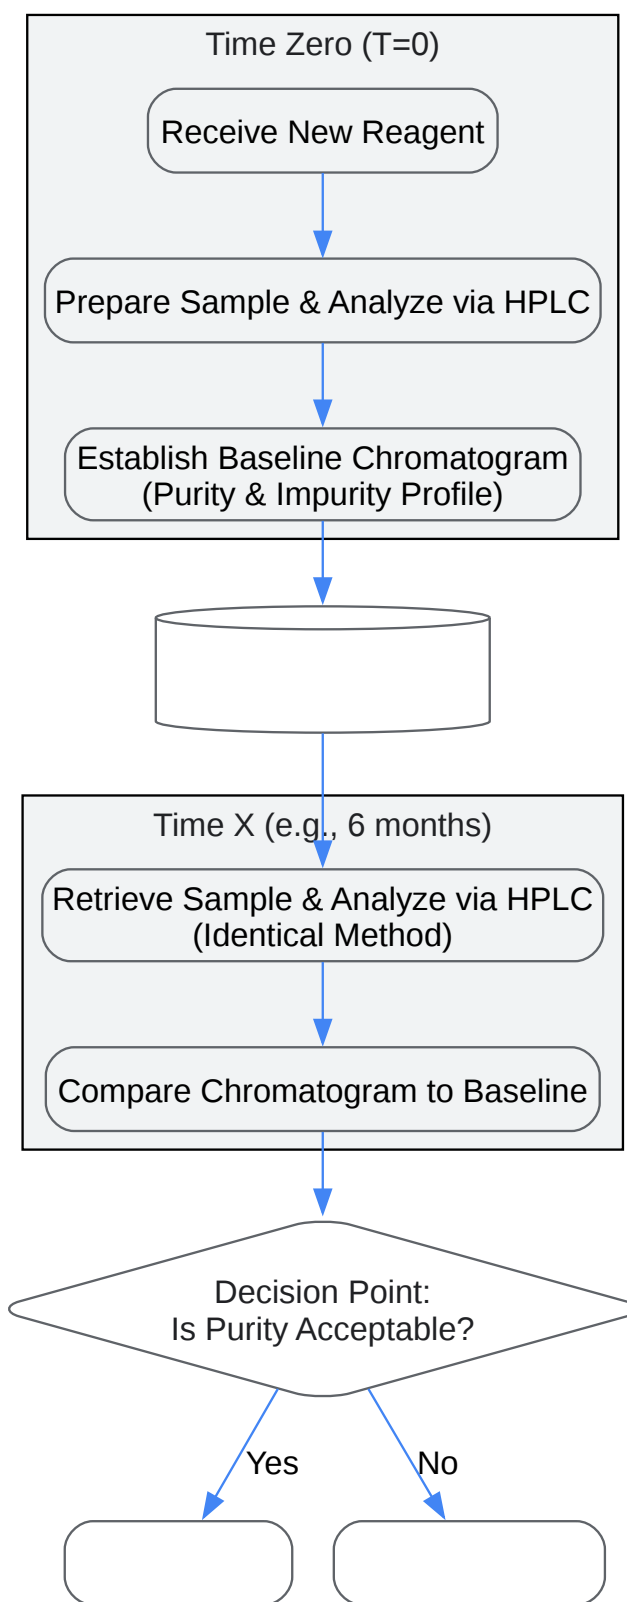 Time Zero (T=0)
Receive New Reagent
Prepare Sample & Analyze via HPLC
Establish Baseline Chromatogram
(Purity & Impurity Profile)
Time X (e.g., 6 months)
Retrieve Sample & Analyze via HPLC
(Identical Method)
Compare Chromatogram to Baseline
Decision Point:
Is Purity Acceptable?
Yes
No